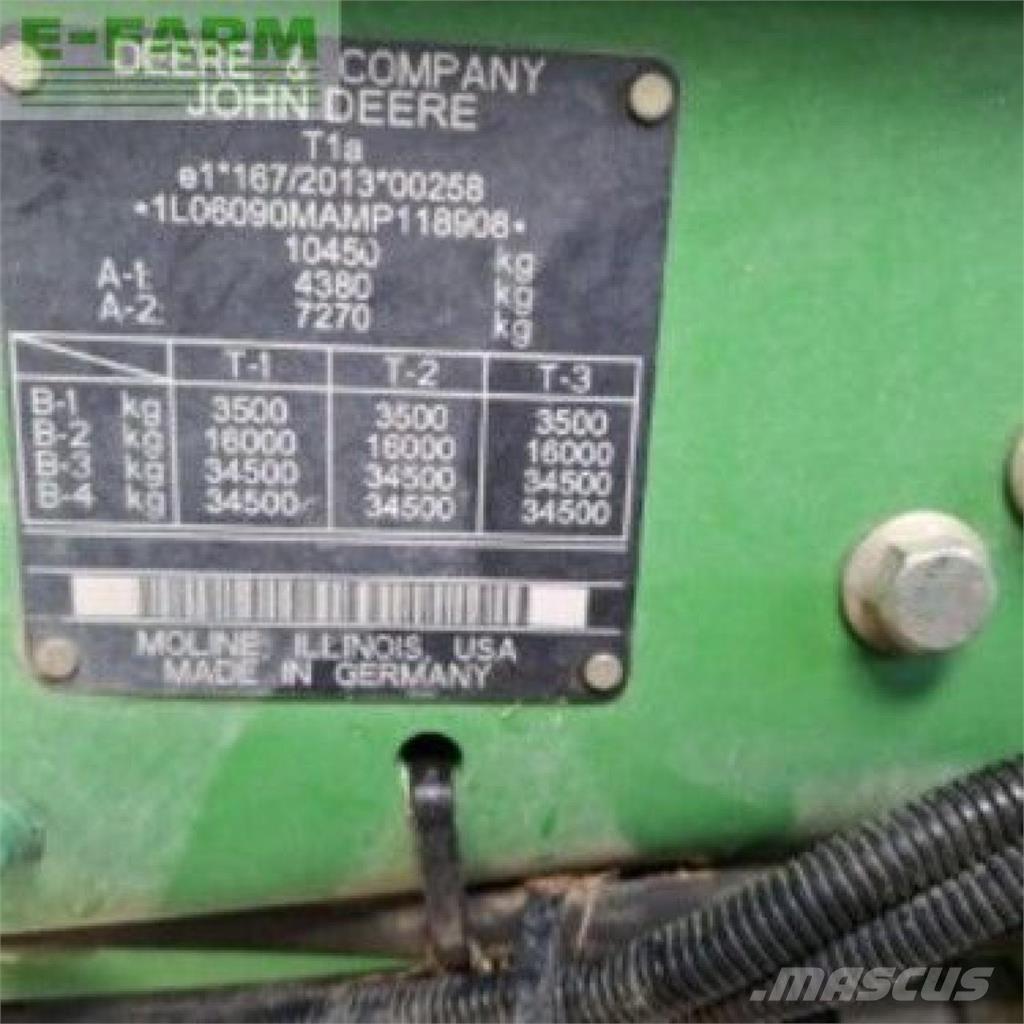 E-FARM
DEERE & COMPANY
JOHN DEERE
T1a
e1*167/2013*00258
*1L06090MAMP118908*
10450 kg
A-1: 4380 kg
A-2: 7270 kg
T-1 T-2 T-3
B-1 kg 3500 3500 3500
B-2 kg 16000 16000 16000
B-3 kg 34500 34500 34500
B-4 kg 34500 34500 34500
MOLINE, ILLINOIS, USA
MADE IN GERMANY
MASCUS